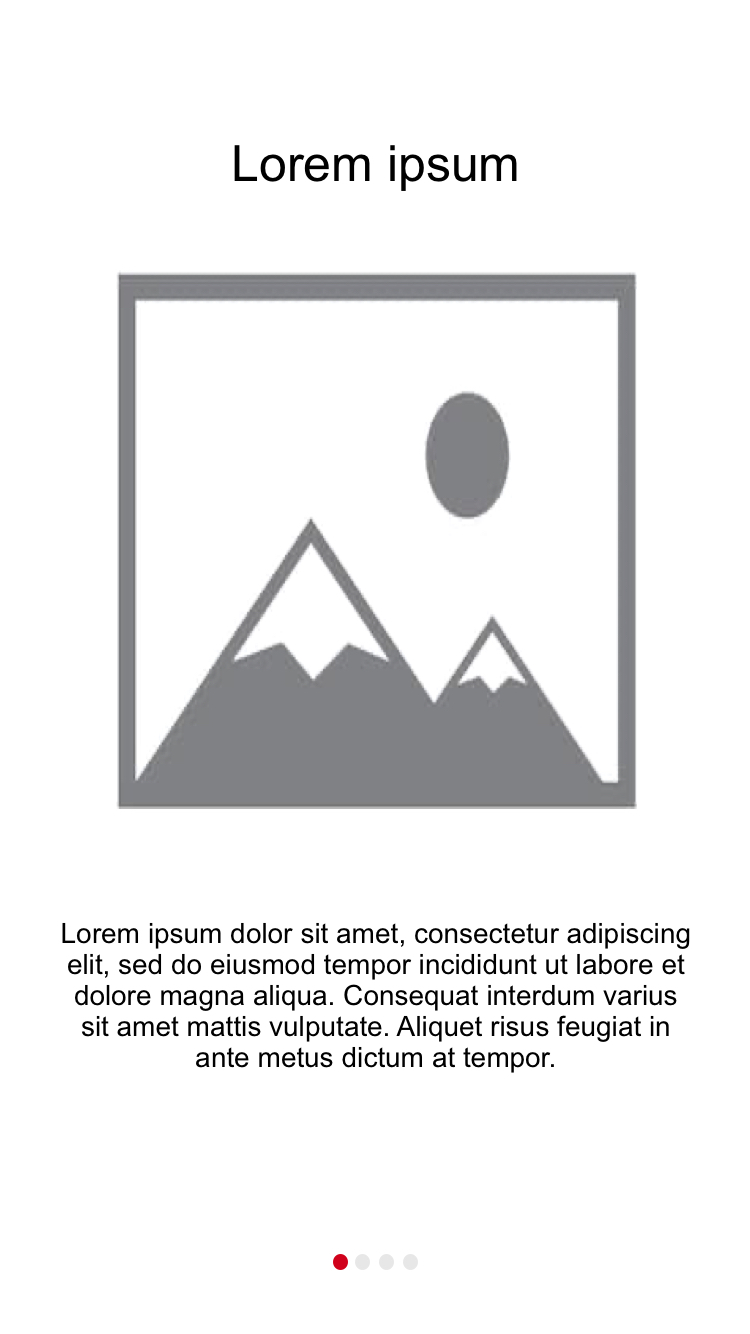 Lorem ipsum
Lorem ipsum dolor sit amet, consectetur adipiscing
elit, sed do eiusmod tempor incididunt ut labore et
dolore magna aliqua. Consequat interdum varius
sit amet mattis vulputate. Aliquet risus feugiat in
ante metus dictum at tempor.